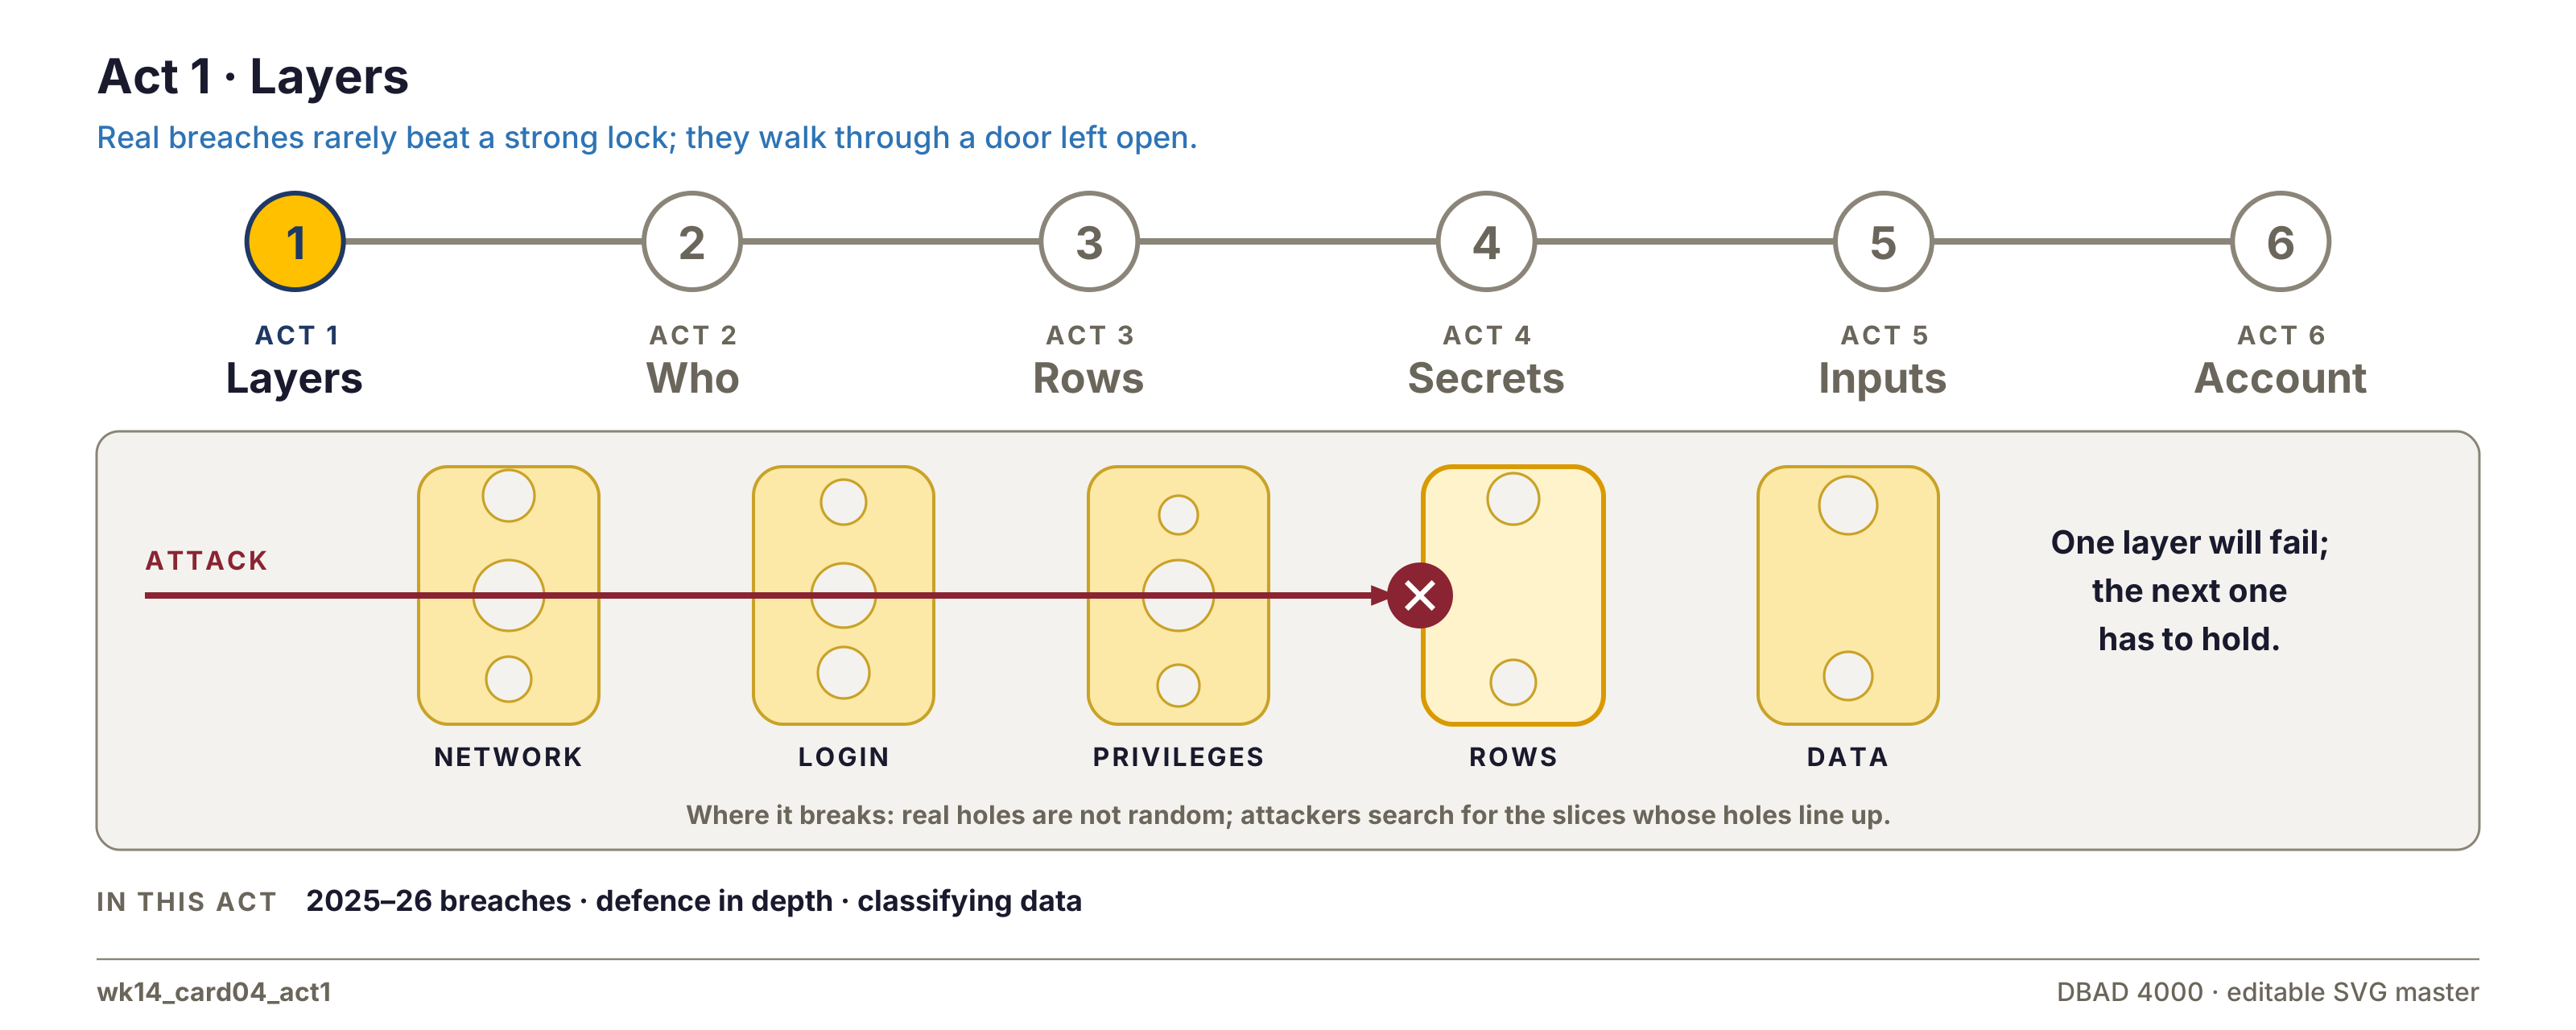 Act 1 · Layers
Real breaches rarely beat a strong lock; they walk through a door left open.
1 2 3 4 5 6
ACT 1 ACT 2 ACT 3 ACT 4 ACT 5 ACT 6
Layers Who Rows Secrets Inputs Account
ATTACK
One layer will fail;
the next one
has to hold.
NETWORK LOGIN PRIVILEGES ROWS DATA
Where it breaks: real holes are not random; attackers search for the slices whose holes line up.
IN THIS ACT 2025–26 breaches · defence in depth · classifying data
wk14_card04_act1 DBAD 4000 · editable SVG master